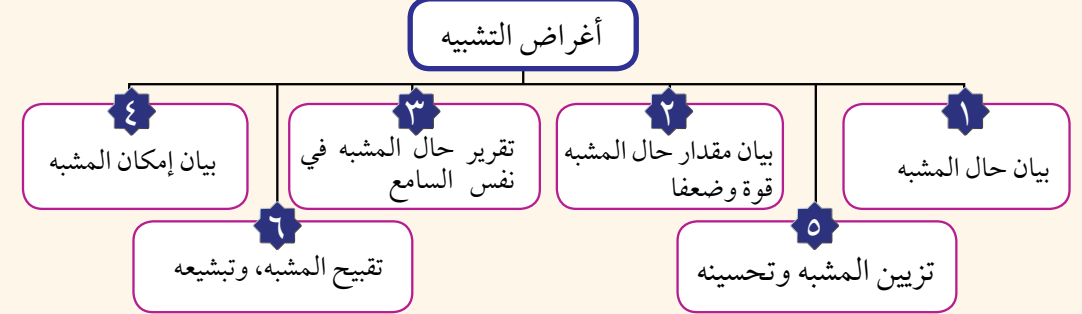 أغراض التشبيه
١
بيان حال المشبه
٢
بيان مقدار حال المشبه
قوة وضعفا
٣
تقرير حال المشبه في
نفس السامع
٤
بيان إمكان المشبه
٥
تزيين المشبه وتحسينه
٦
تقبيح المشبه، وتبشيعه